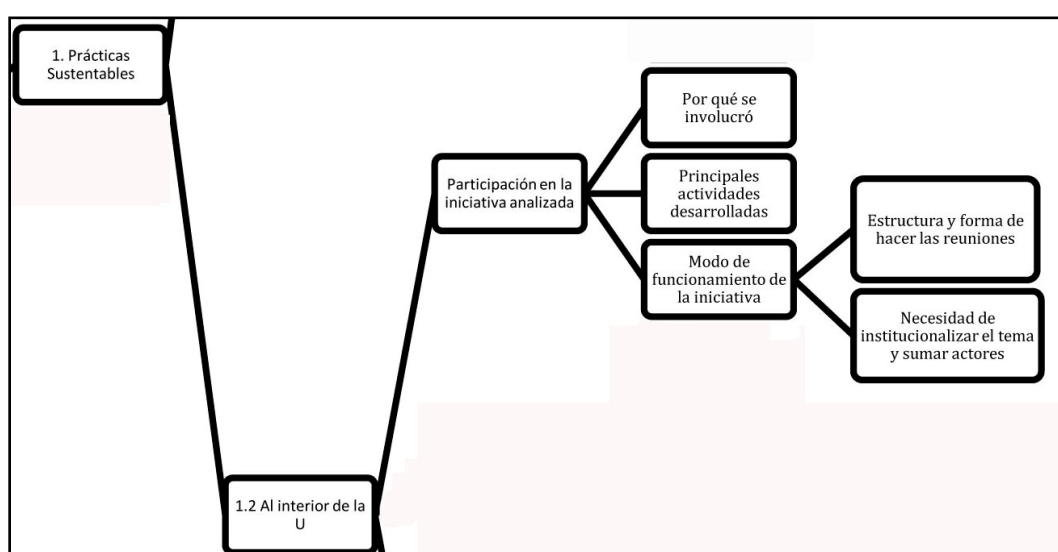 1. Prácticas
Sustentables
1.2 Al interior de la
U
Participación en la
iniciativa analizada
Por qué se
involucró
Principales
actividades
desarrolladas
Modo de
funcionamiento de
la iniciativa
Estructura y forma de
hacer las reuniones
Necesidad de
institucionalizar el tema
y sumar actores